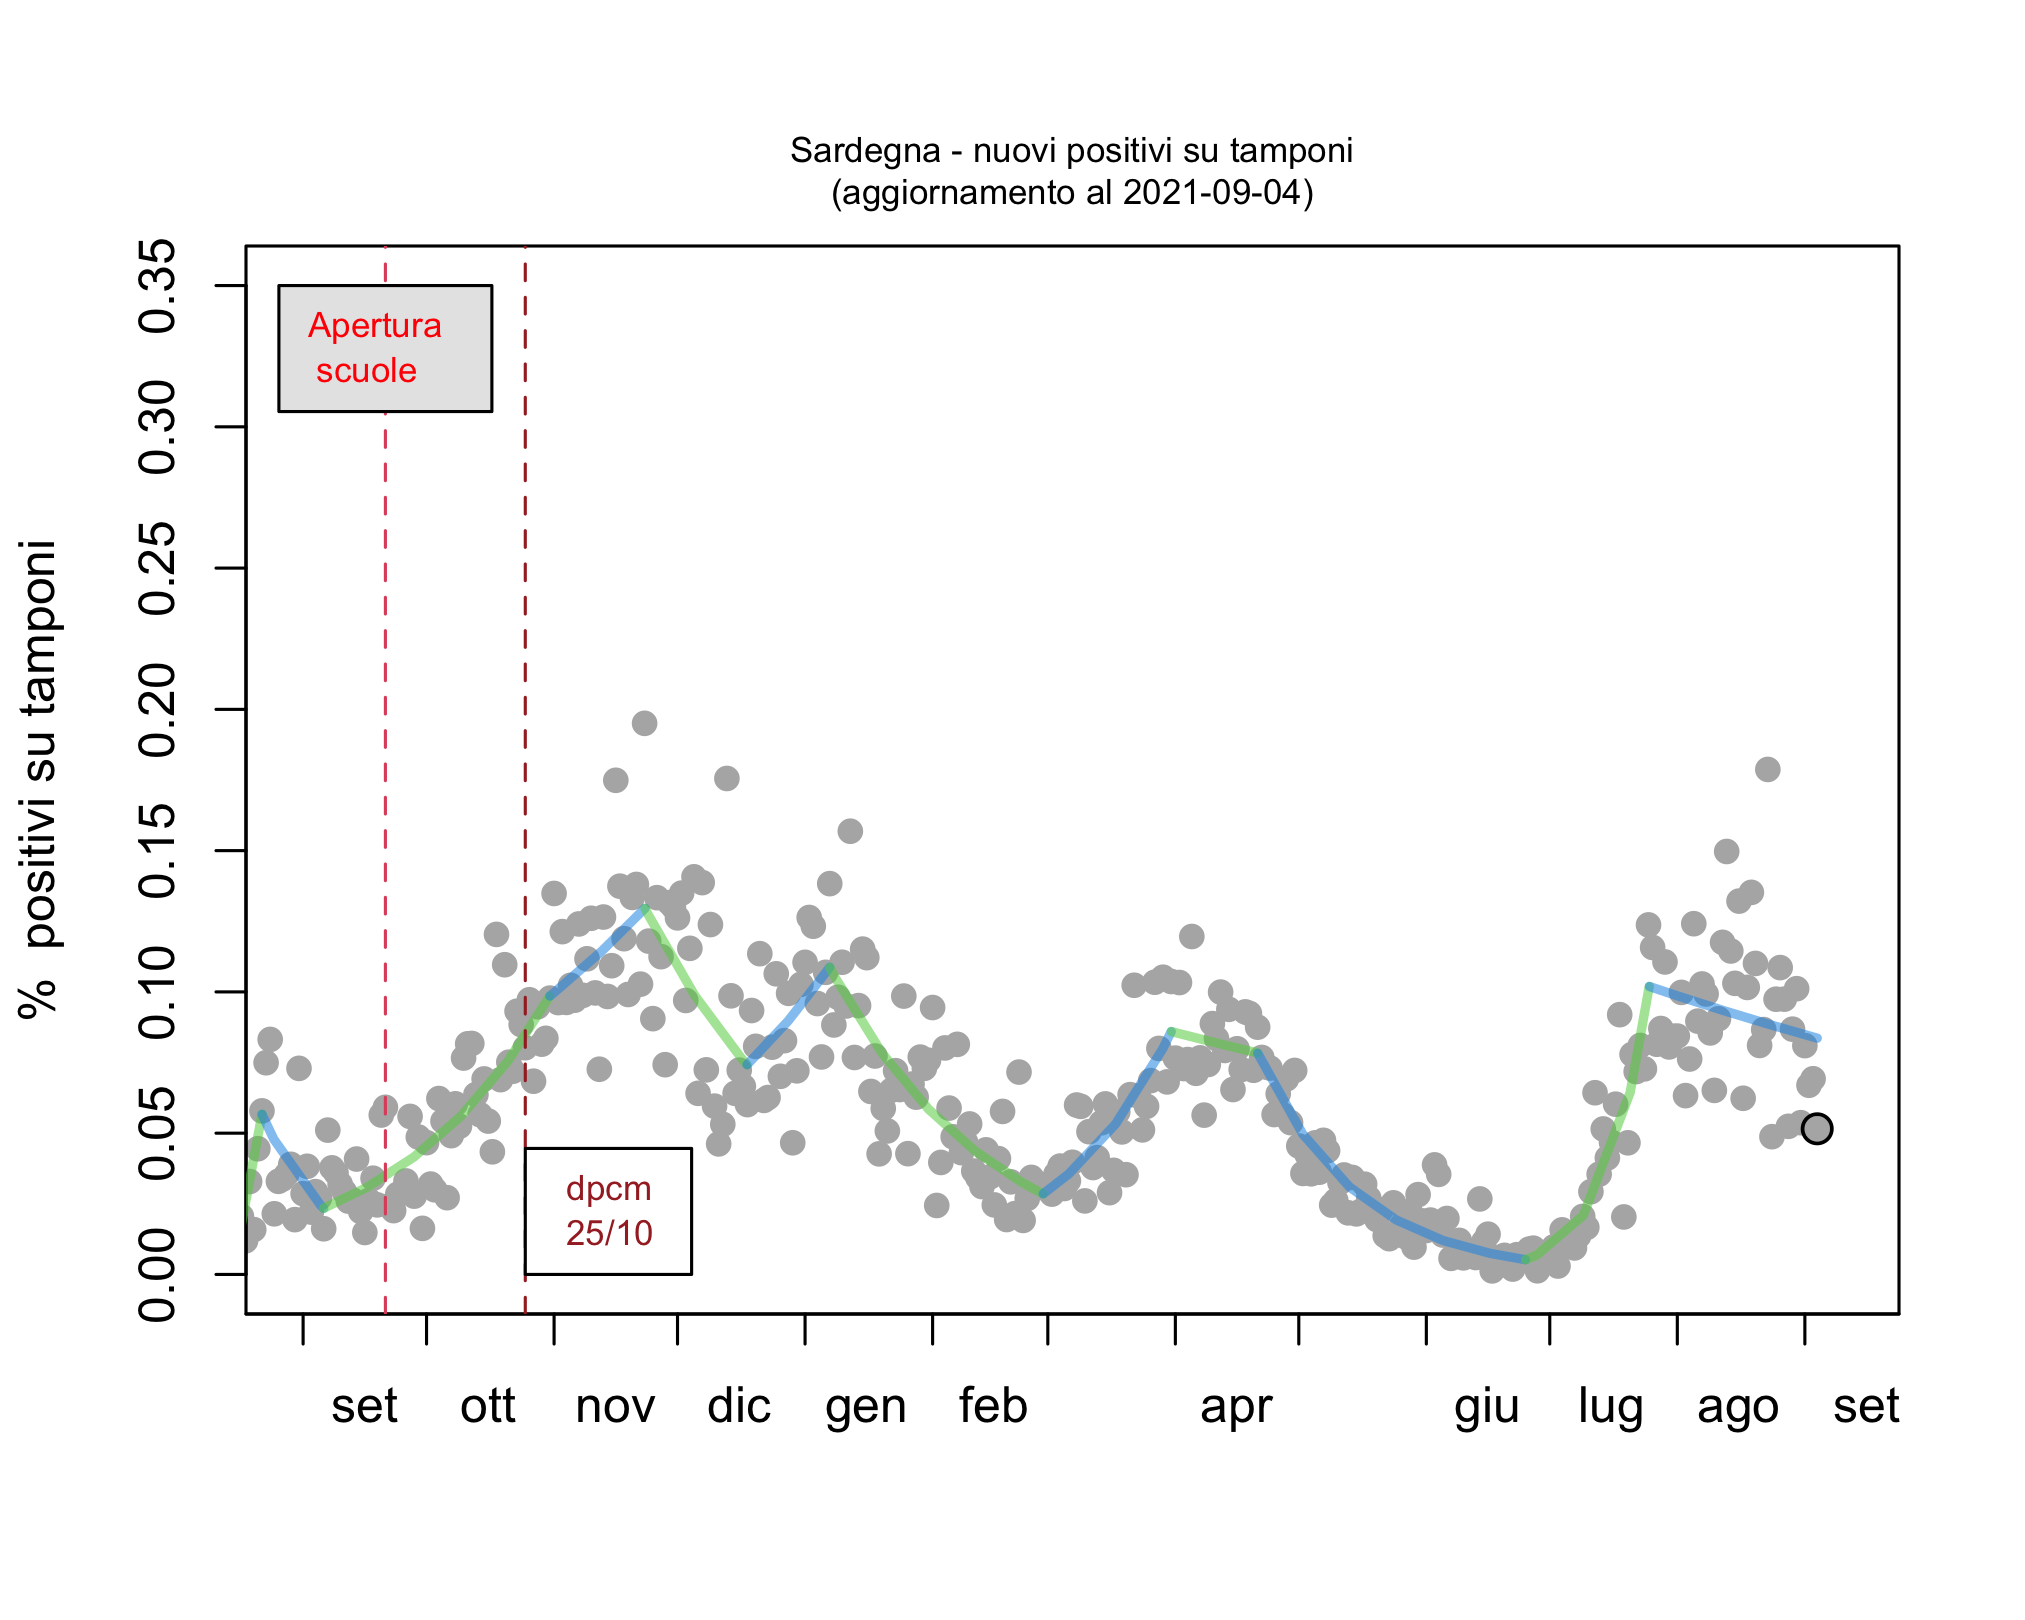 Sardegna - nuovi positivi su tamponi
(aggiornamento al 2021-09-04)
% positivi su tamponi
0.35
0.30
0.25
0.20
0.15
0.10
0.05
0.00
Apertura
scuole
dpcm
25/10
set ott nov dic gen feb apr giu lug ago set